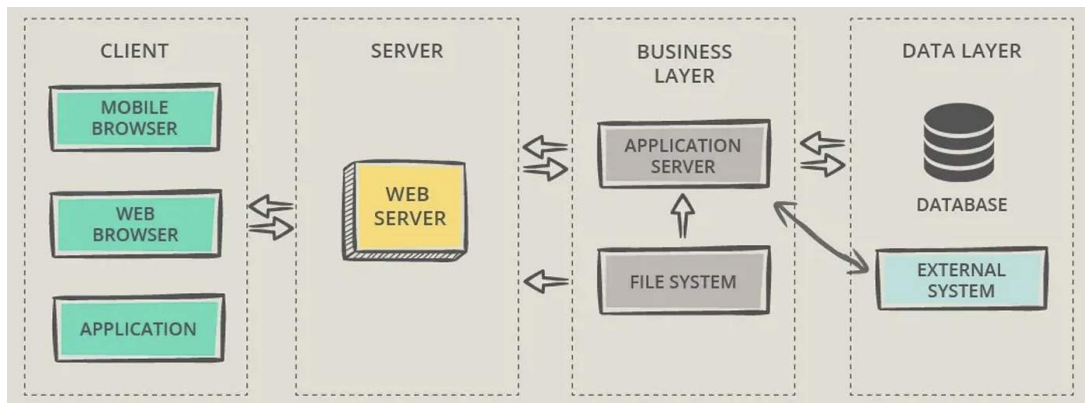 CLIENT
MOBILE
BROWSER
WEB
BROWSER
APPLICATION
SERVER
WEB
SERVER
BUSINESS
LAYER
APPLICATION
SERVER
FILE SYSTEM
DATA LAYER
DATABASE
EXTERNAL
SYSTEM